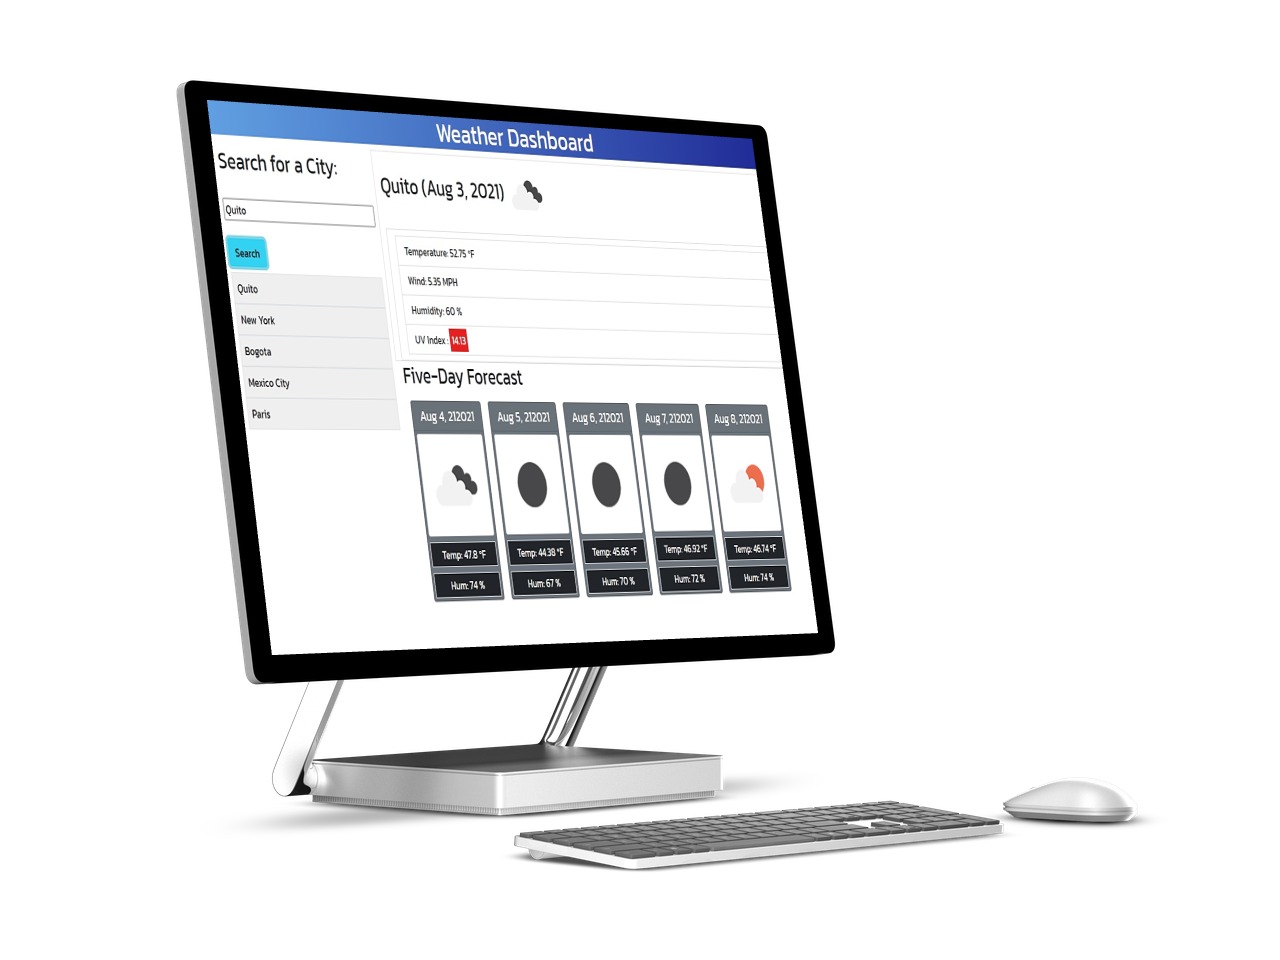 Weather Dashboard
Search for a City:
Quito
Search
Quito
New York
Bogota
Mexico City
Paris
Quito (Aug 3, 2021)
Temperature: 52.75 °F
Wind: 5.35 MPH
Humidity: 60 %
UV Index : 14.13
Five-Day Forecast
Aug 4, 212021
Temp: 47.8 °F
Hum: 74 %
Aug 5, 212021
Temp: 44.38 °F
Hum: 67 %
Aug 6, 212021
Temp: 45.66 °F
Hum: 70 %
Aug 7, 212021
Temp: 46.92 °F
Hum: 72 %
Aug 8, 212021
Temp: 46.74 °F
Hum: 74 %